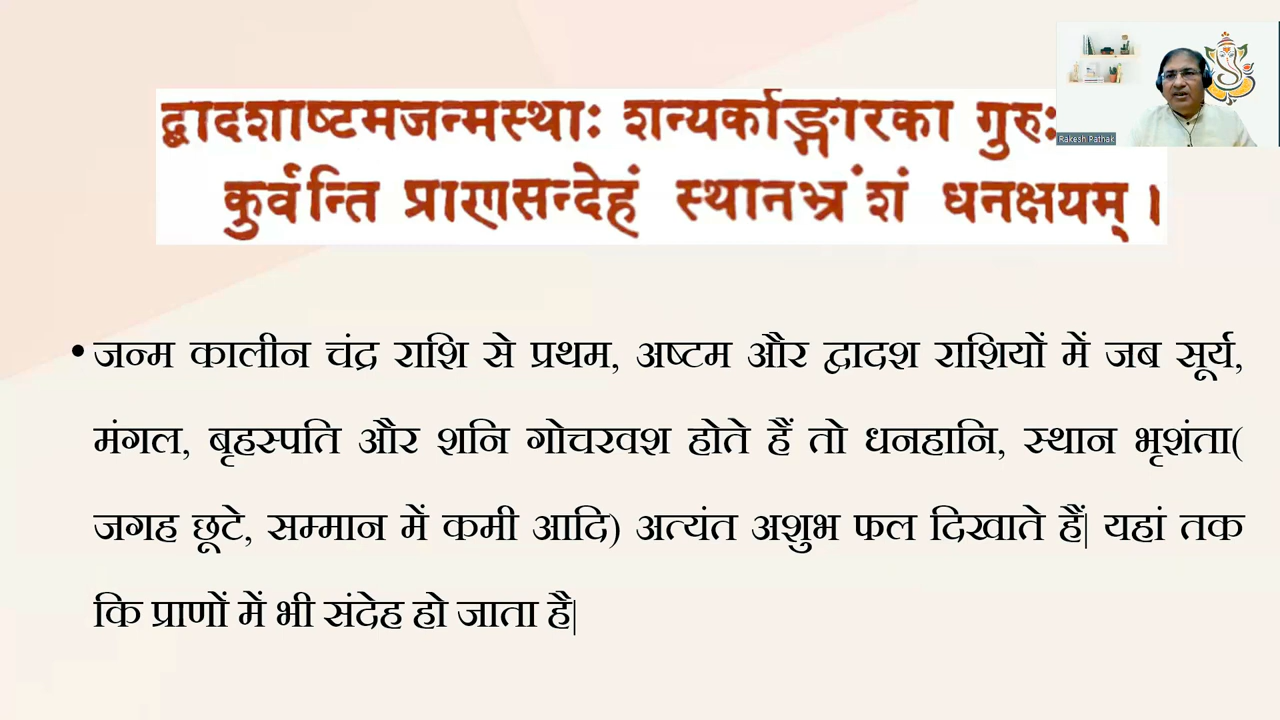 द्वादशाष्टमजन्मस्थाः शन्यर्काङ्गारका गुरुः
कुर्वन्ति प्राणसन्देहं स्थानभ्रंशं धनक्षयम् ।
Rakesh Pathak
• जन्म कालीन चंद्र राशि से प्रथम, अष्टम और द्वादश राशियों में जब सूर्य,
मंगल, बृहस्पति और शनि गोचरवश होते हैं तो धनहानि, स्थान भृशंता(
जगह छूटे, सम्मान में कमी आदि) अत्यंत अशुभ फल दिखाते हैं| यहां तक
कि प्राणों में भी संदेह हो जाता है|